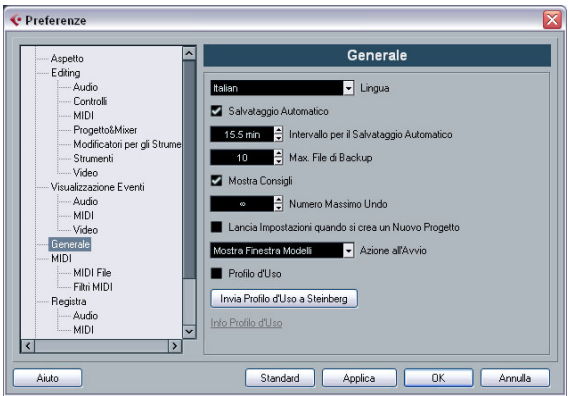 Preferenze
Aspetto
Editing
Audio
Controlli
MIDI
Progetto&Mixer
Modificatori per gli Strume
Strumenti
Video
Visualizzazione Eventi
Audio
MIDI
Video
Generale
MIDI
MIDI File
Filtri MIDI
Registra
Audio
MIDI
Generale
Italian Lingua
Salvataggio Automatico
15.5 min Intervallo per il Salvataggio Automatico
10 Max. File di Backup
Mostra Consigli
∞ Numero Massimo Undo
Lancia Impostazioni quando si crea un Nuovo Progetto
Mostra Finestra Modelli Azione all'Avvio
Profilo d'Uso
Invia Profilo d'Uso a Steinberg
Info Profilo d'Uso
Aiuto Standard Applica OK Annulla